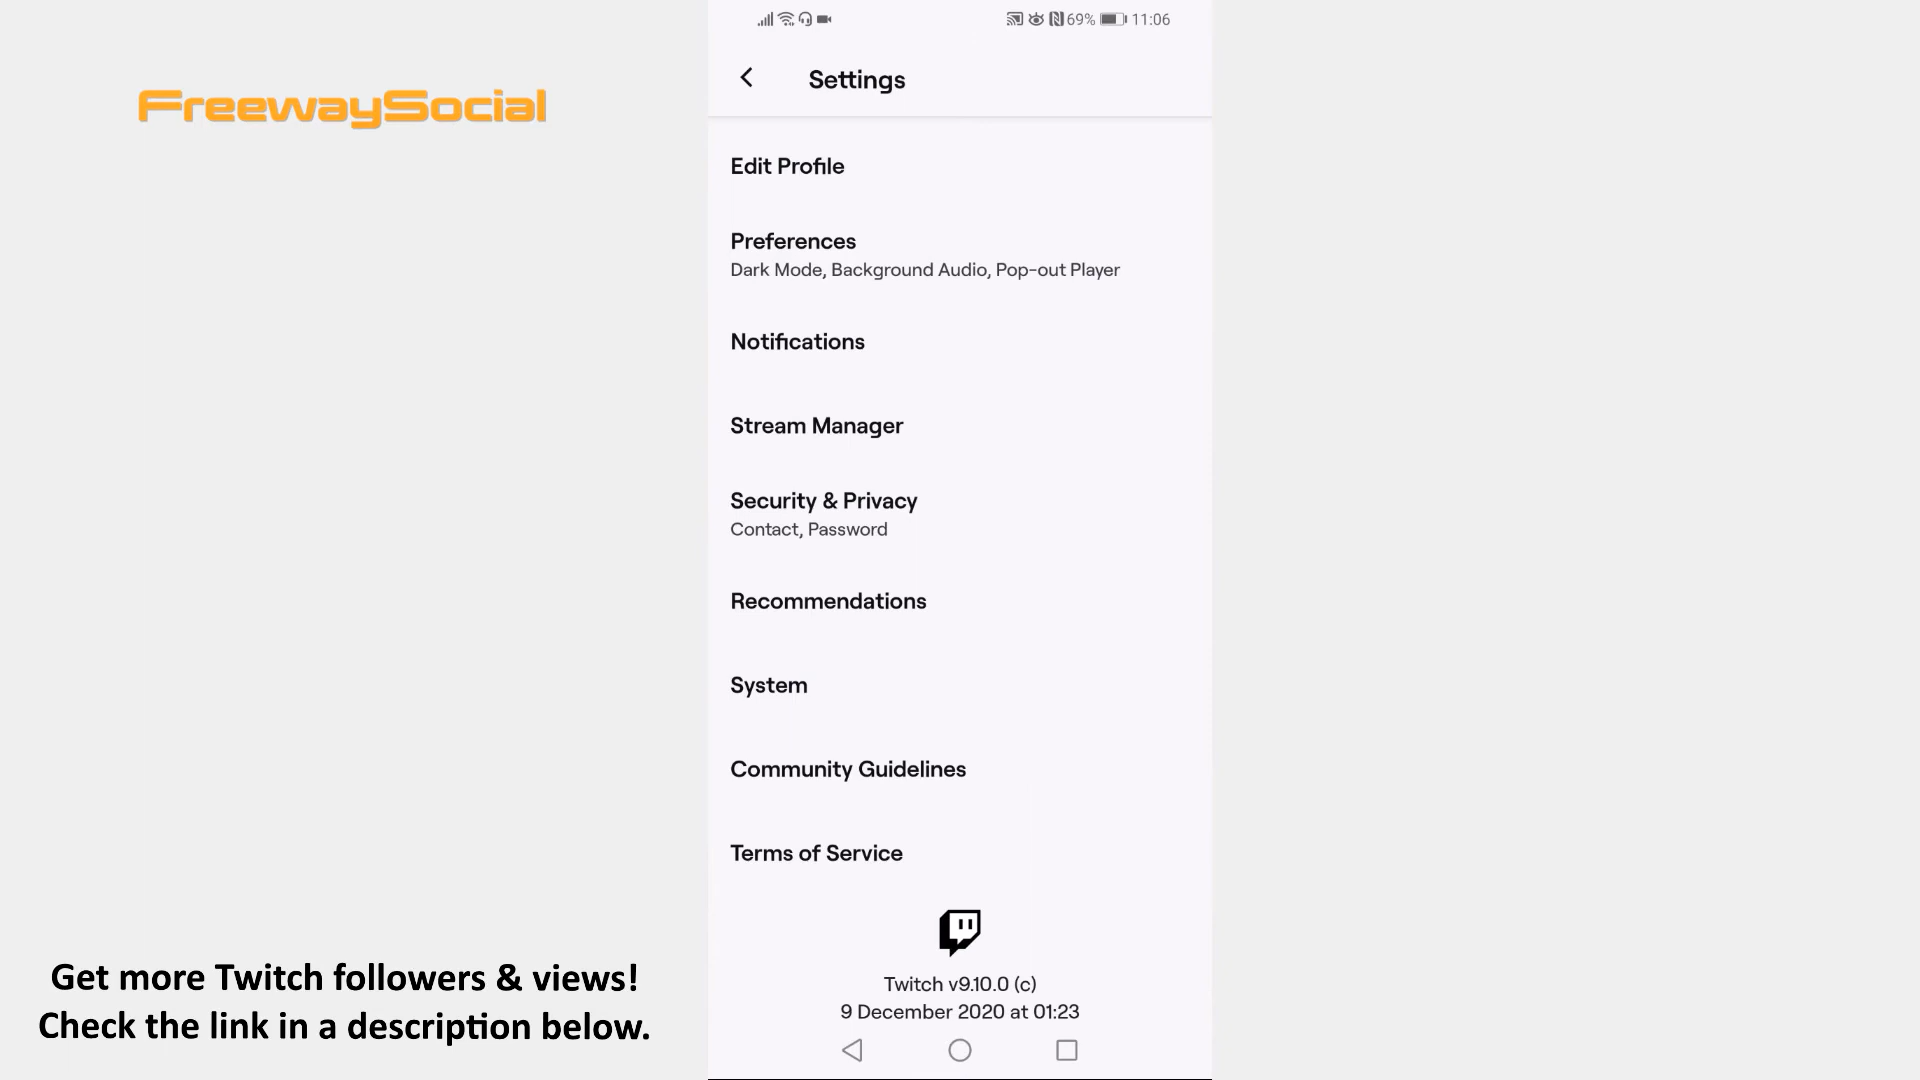 FreewaySocial
69% 11:06
Settings
Edit Profile
Preferences
Dark Mode, Background Audio, Pop-out Player
Notifications
Stream Manager
Security & Privacy
Contact, Password
Recommendations
System
Community Guidelines
Terms of Service
Twitch v9.10.0 (c)
9 December 2020 at 01:23
Get more Twitch followers & views!
Check the link in a description below.